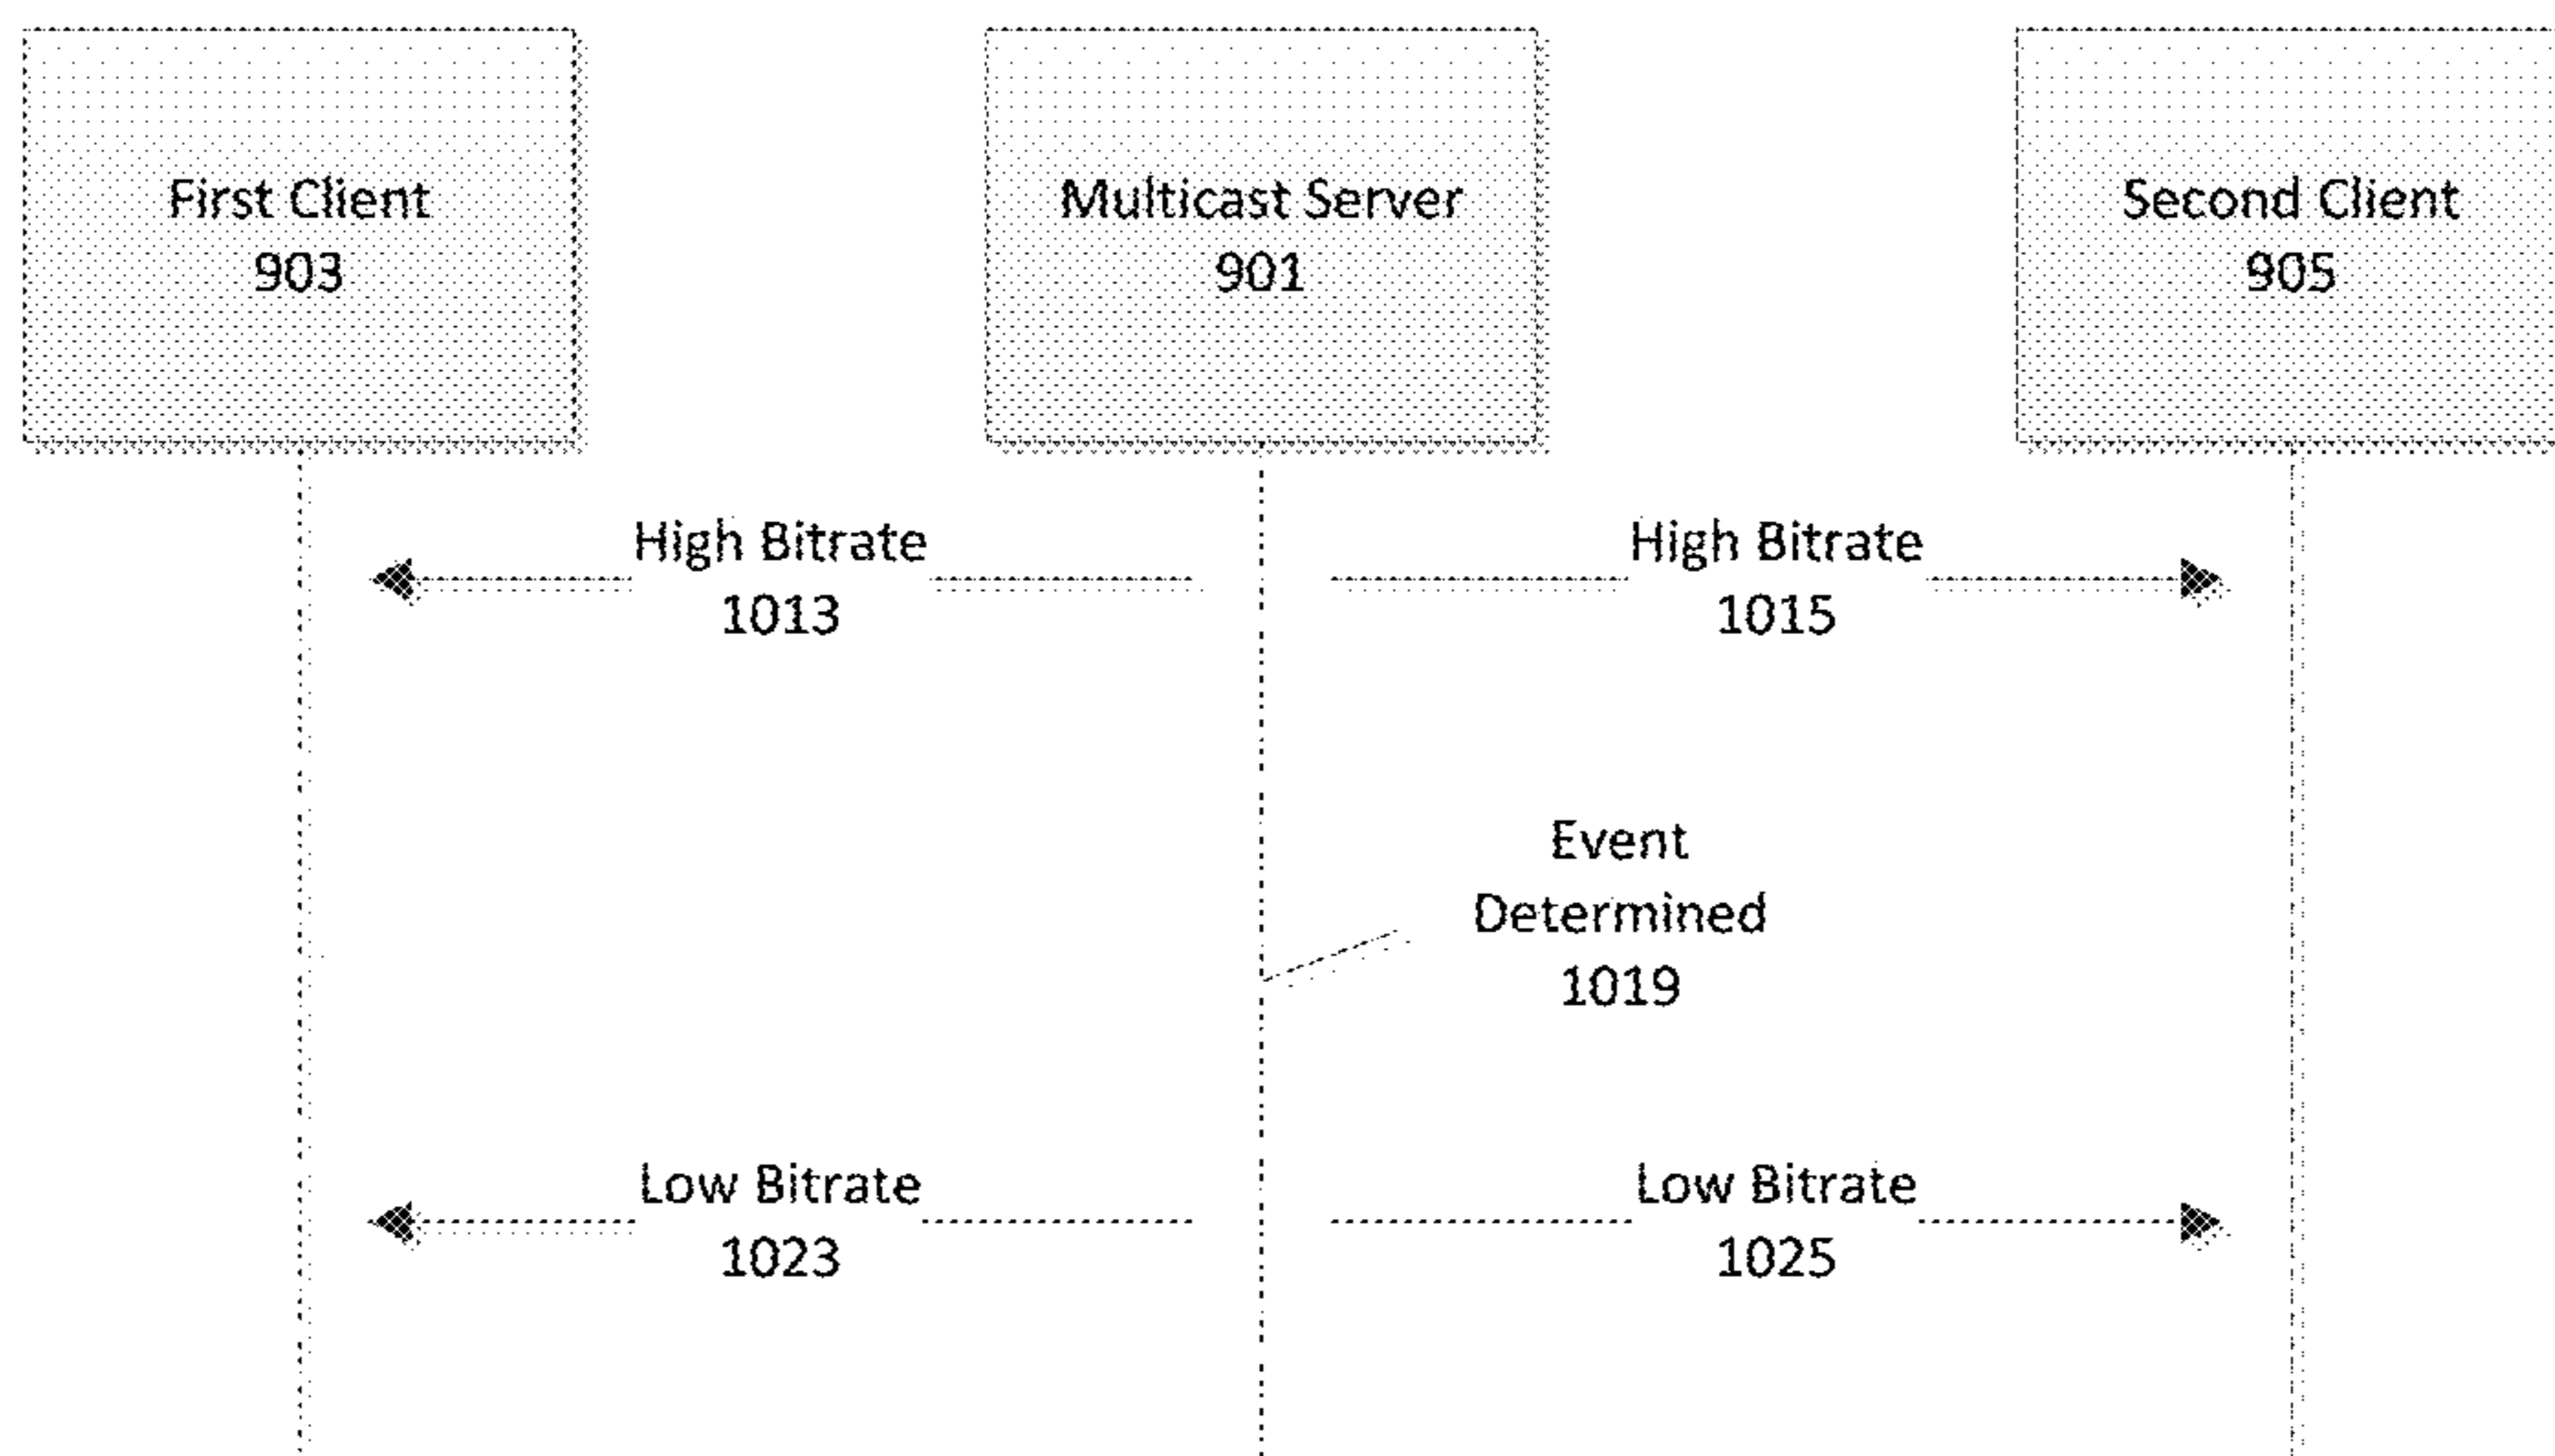 First Client
903
Multicast Server
901
Second Client
905
High Bitrate
1013
High Bitrate
1015
Event
Determined
1019
Low Bitrate
1023
Low Bitrate
1025